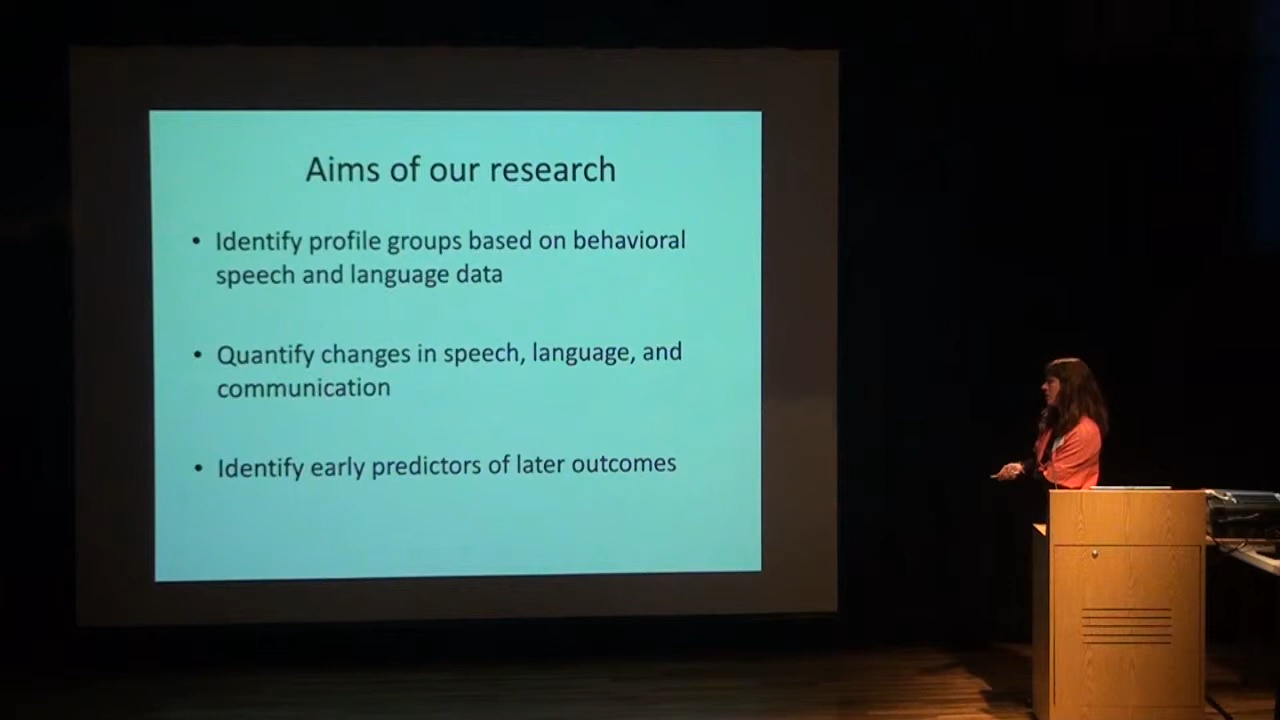 Aims of our research
• Identify profile groups based on behavioral
speech and language data
• Quantify changes in speech, language, and
communication
• Identify early predictors of later outcomes